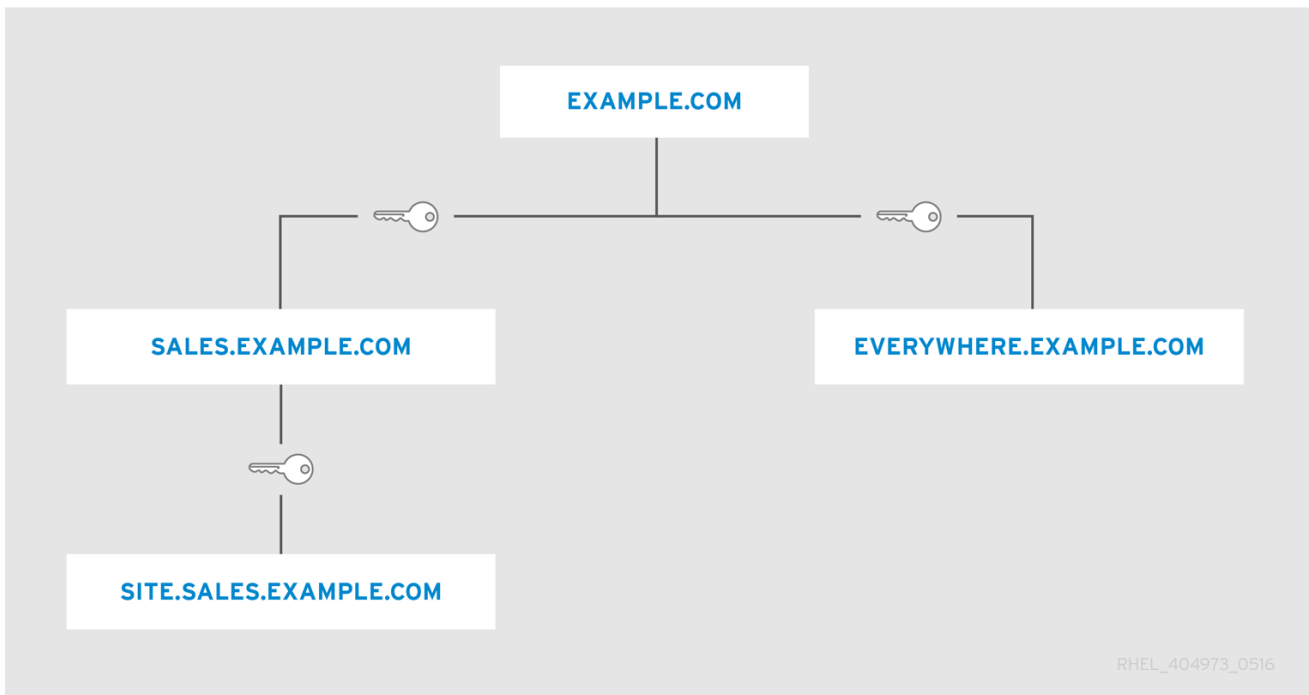 EXAMPLE.COM
SALES.EXAMPLE.COM
EVERYWHERE.EXAMPLE.COM
SITE.SALES.EXAMPLE.COM
RHEL_404973_0516